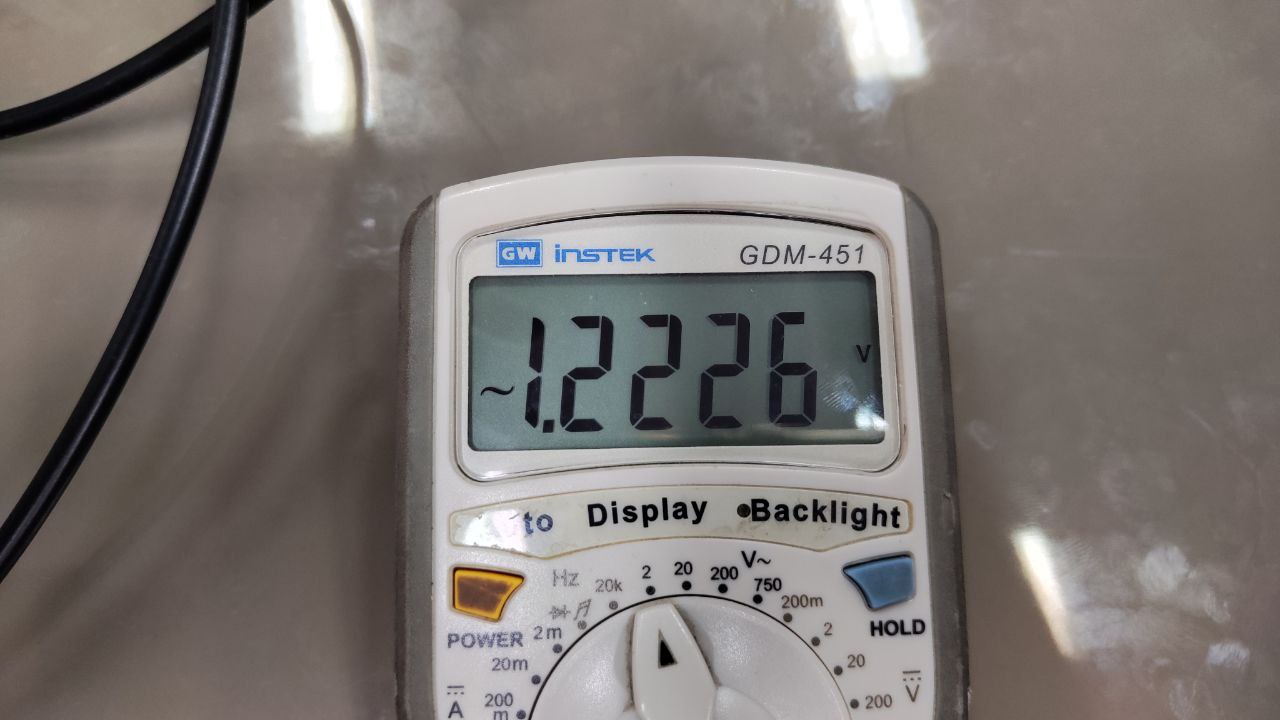 GW INSTEK GDM-451
~1.2226 V
to Display •Backlight
Hz 20k 2 20 200 V~ 750 200m
POWER 2m 2 HOLD
20m 20
A 200m 200 V